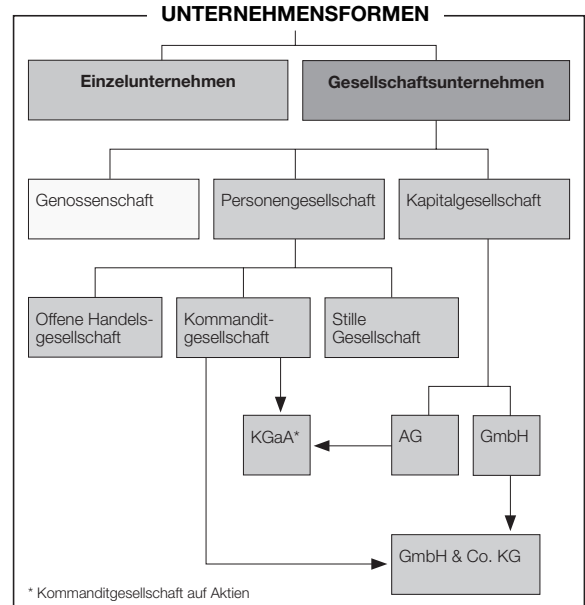 UNTERNEHMENSFORMEN
Einzelunternehmen
Gesellschaftsunternehmen
Genossenschaft
Personengesellschaft
Kapitalgesellschaft
Offene Handels-
gesellschaft
Kommandit-
gesellschaft
Stille
Gesellschaft
KGaA*
AG
GmbH
GmbH & Co. KG
* Kommanditgesellschaft auf Aktien